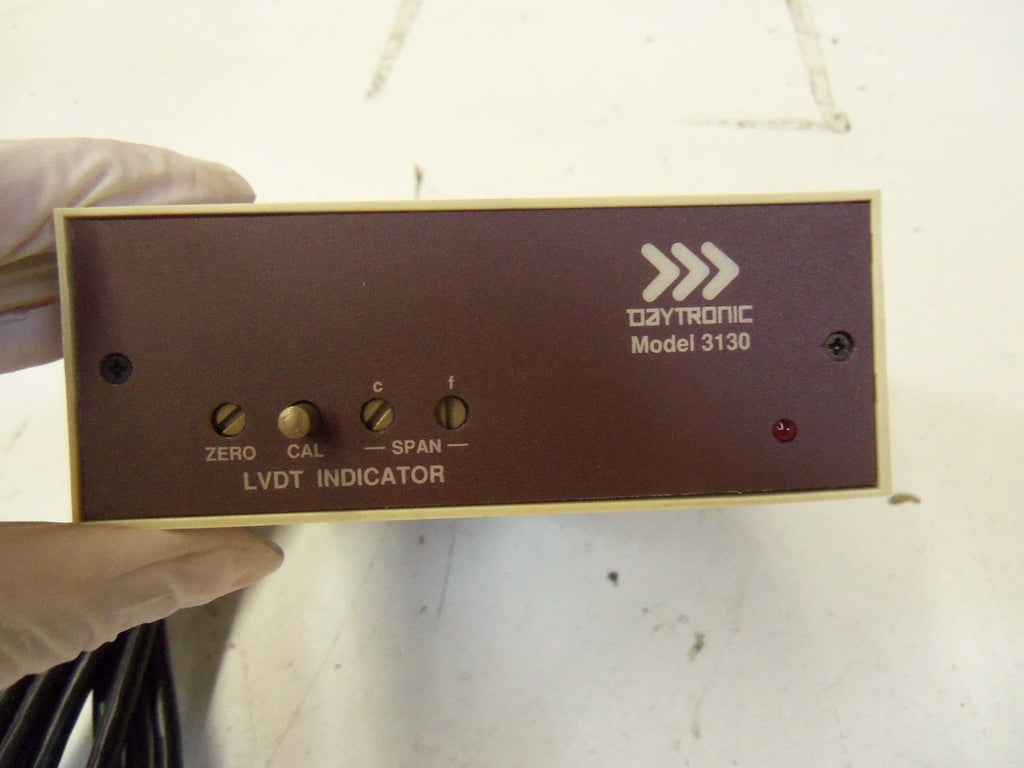 DAYTRONIC
Model 3130
c f
ZERO CAL — SPAN —
LVDT INDICATOR